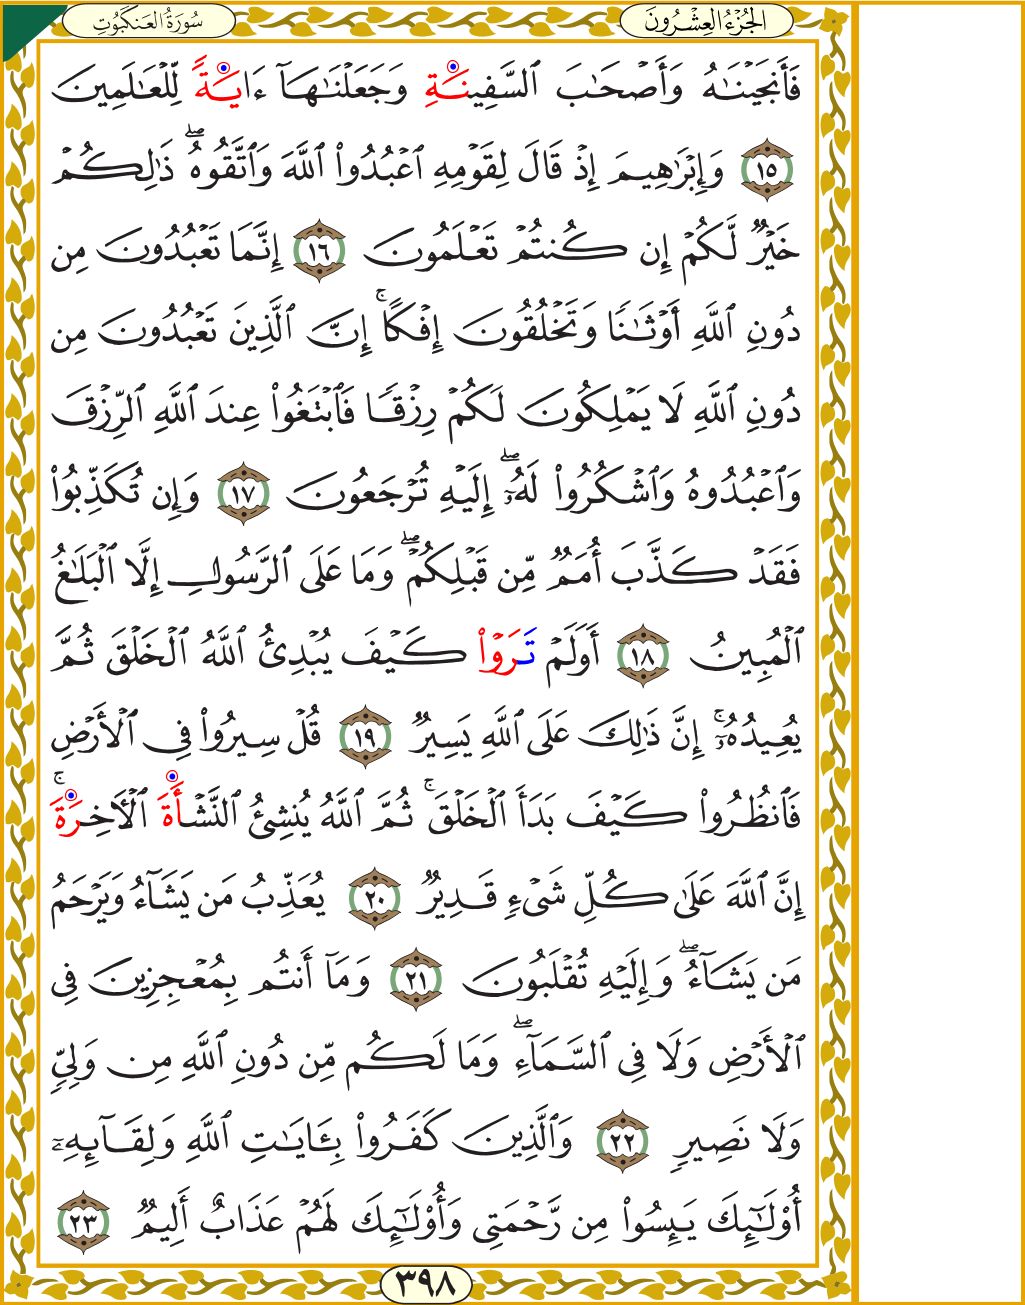 سُورَةُ العَنكَبُوتِ
الجُزْءُ العِشْرُونَ
فَأَنجَيْنَٰهُ وَأَصْحَٰبَ ٱلسَّفِينَةِ وَجَعَلْنَٰهَآ ءَايَةً لِّلْعَٰلَمِينَ
١٥ وَإِبْرَٰهِيمَ إِذْ قَالَ لِقَوْمِهِ ٱعْبُدُوا۟ ٱللَّهَ وَٱتَّقُوهُۖ ذَٰلِكُمْ
خَيْرٌ لَّكُمْ إِن كُنتُمْ تَعْلَمُونَ ١٦ إِنَّمَا تَعْبُدُونَ مِن
دُونِ ٱللَّهِ أَوْثَٰنًا وَتَخْلُقُونَ إِفْكًاۚ إِنَّ ٱلَّذِينَ تَعْبُدُونَ مِن
دُونِ ٱللَّهِ لَا يَمْلِكُونَ لَكُمْ رِزْقًا فَٱبْتَغُوا۟ عِندَ ٱللَّهِ ٱلرِّزْقَ
وَٱعْبُدُوهُ وَٱشْكُرُوا۟ لَهُۥٓۖ إِلَيْهِ تُرْجَعُونَ ١٧ وَإِن تُكَذِّبُوا۟
فَقَدْ كَذَّبَ أُمَمٌ مِّن قَبْلِكُمْۖ وَمَا عَلَى ٱلرَّسُولِ إِلَّا ٱلْبَلَٰغُ
ٱلْمُبِينُ ١٨ أَوَلَمْ تَرَوْا۟ كَيْفَ يُبْدِئُ ٱللَّهُ ٱلْخَلْقَ ثُمَّ
يُعِيدُهُۥٓۚ إِنَّ ذَٰلِكَ عَلَى ٱللَّهِ يَسِيرٌ ١٩ قُلْ سِيرُوا۟ فِى ٱلْأَرْضِ
فَٱنظُرُوا۟ كَيْفَ بَدَأَ ٱلْخَلْقَۚ ثُمَّ ٱللَّهُ يُنشِئُ ٱلنَّشْأَةَ ٱلْءَاخِرَةَۚ
إِنَّ ٱللَّهَ عَلَىٰ كُلِّ شَىْءٍ قَدِيرٌ ٢٠ يُعَذِّبُ مَن يَشَآءُ وَيَرْحَمُ
مَن يَشَآءُۖ وَإِلَيْهِ تُقْلَبُونَ ٢١ وَمَآ أَنتُم بِمُعْجِزِينَ فِى
ٱلْأَرْضِ وَلَا فِى ٱلسَّمَآءِۖ وَمَا لَكُم مِّن دُونِ ٱللَّهِ مِن وَلِىٍّ
وَلَا نَصِيرٍ ٢٢ وَٱلَّذِينَ كَفَرُوا۟ بِـَٔايَٰتِ ٱللَّهِ وَلِقَآئِهِۦٓ
أُو۟لَٰٓئِكَ يَئِسُوا۟ مِن رَّحْمَتِى وَأُو۟لَٰٓئِكَ لَهُمْ عَذَابٌ أَلِيمٌ ٢٣
٣٩٨